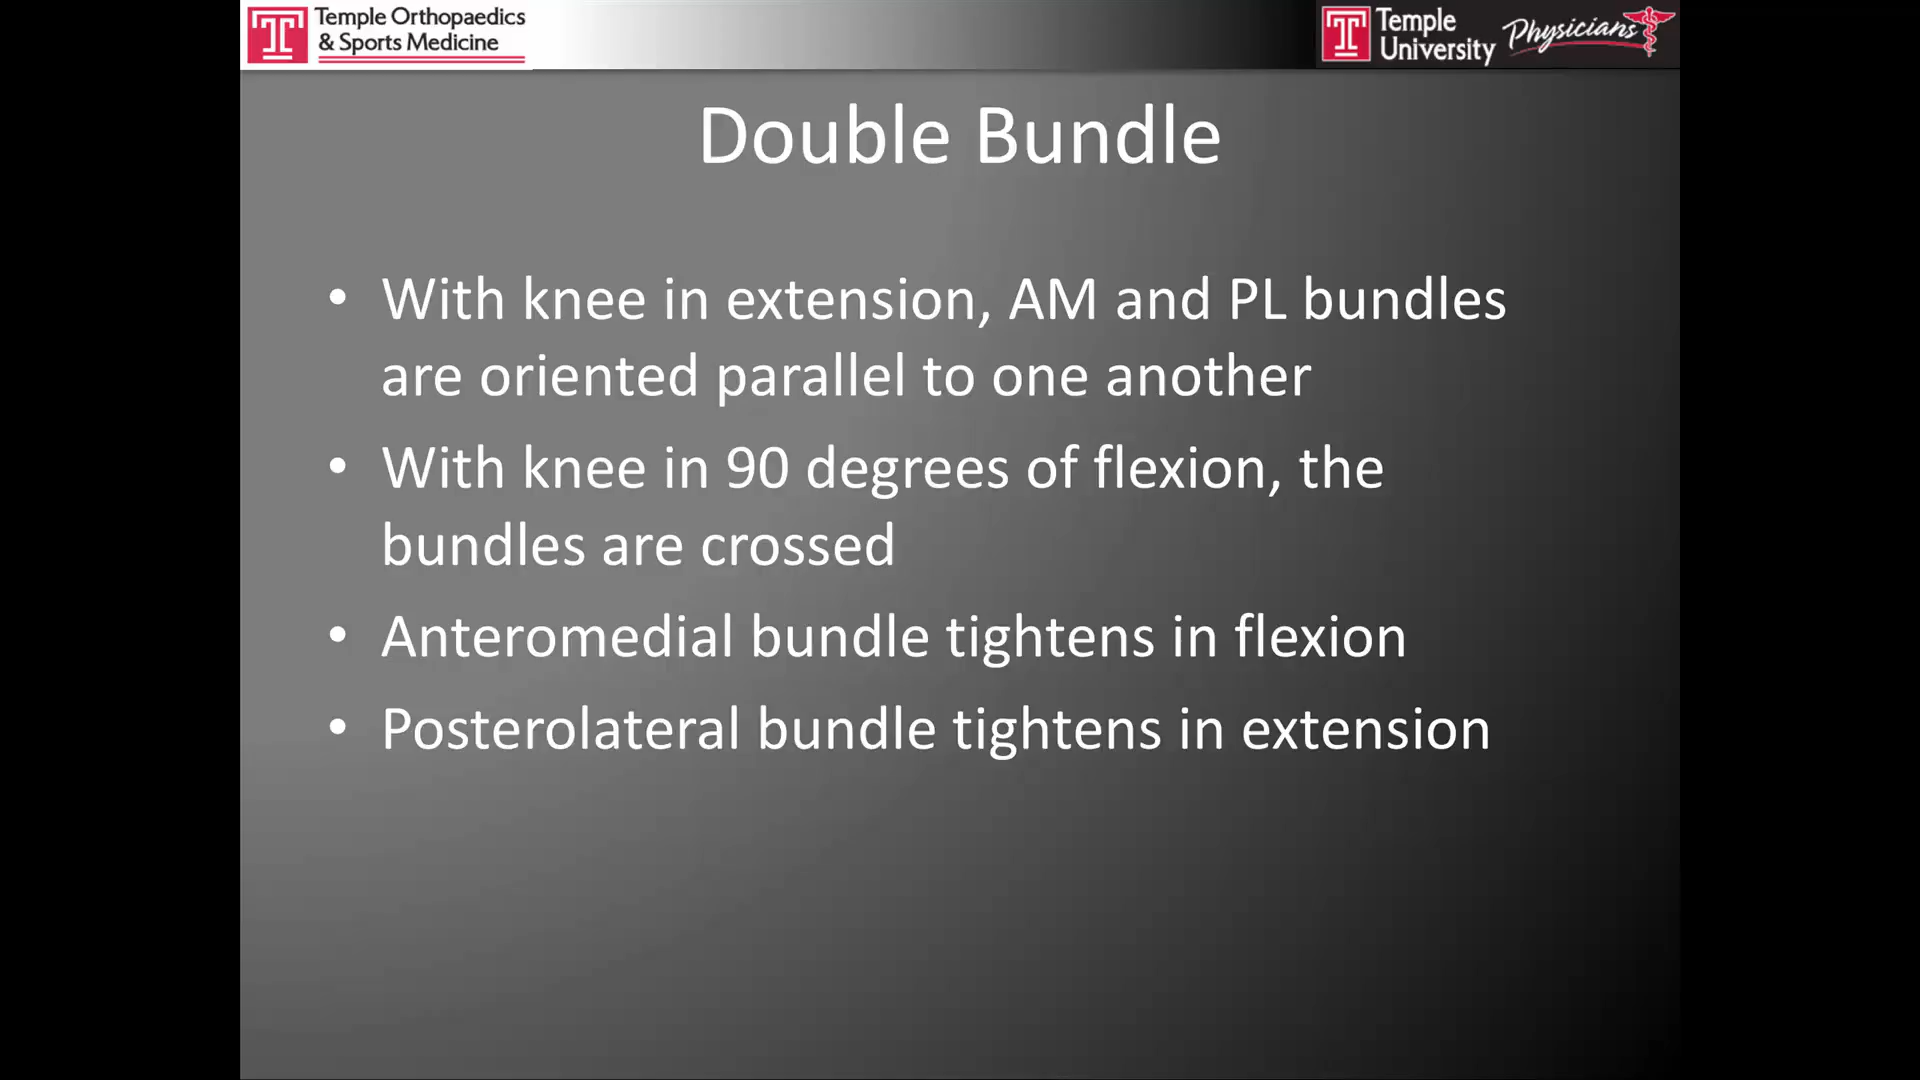 Temple Orthopaedics
& Sports Medicine
Temple
University
Physicians
Double Bundle
• With knee in extension, AM and PL bundles
are oriented parallel to one another
• With knee in 90 degrees of flexion, the
bundles are crossed
• Anteromedial bundle tightens in flexion
• Posterolateral bundle tightens in extension